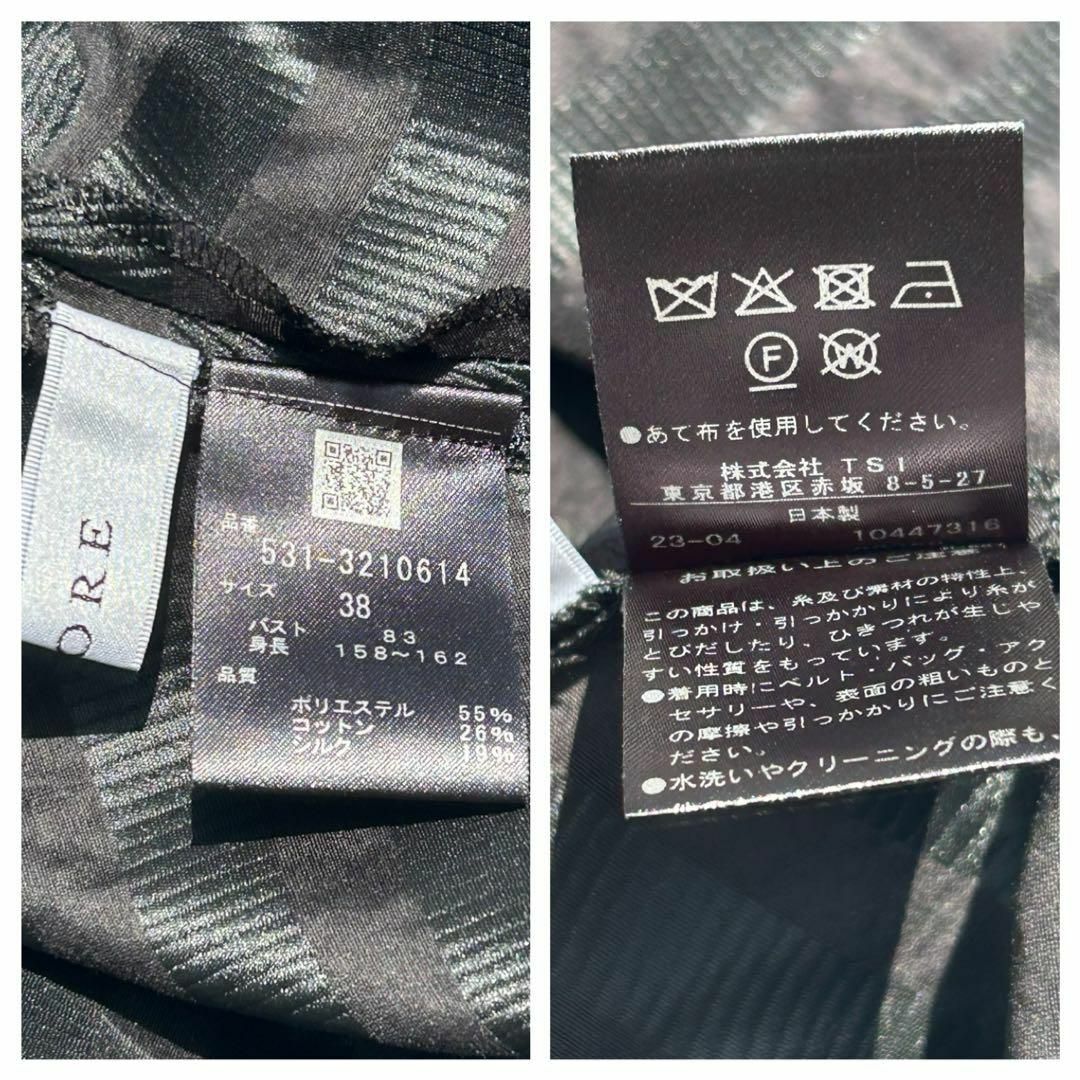 ORE
品番
531-3210614
サイズ
38
バスト 83
身長 158～162
品質
ポリエステル 55%
コットン 26%
シルク 19%
F
W
●あて布を使用してください。
株式会社 TSI
東京都港区赤坂 8-5-27
日本製
23-04 10447316
お取扱い上のご注意
この商品は、糸及び素材の特性上、
引っかけ・引っかかりにより糸が
とびだしたり、ひきつれが生じや
すい性質をもっています。
●着用時にベルト・バッグ・アク
セサリーや、表面の粗いものと
の摩擦や引っかかりにご注意く
ださい。
●水洗いやクリーニングの際も、